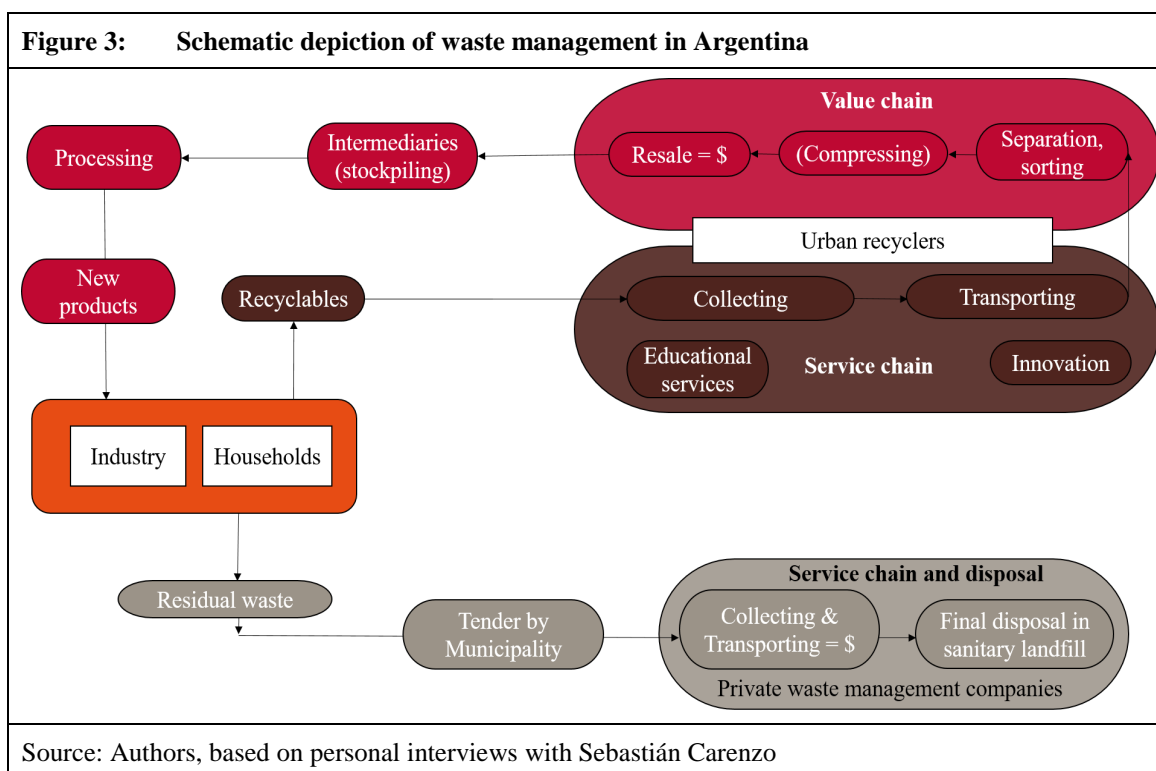 Figure 3: Schematic depiction of waste management in Argentina
Value chain
Processing
Intermediaries
(stockpiling)
Resale = $
(Compressing)
Separation,
sorting
Urban recyclers
New
products
Recyclables
Collecting
Transporting
Educational
services
Service chain
Innovation
Industry
Households
Residual waste
Tender by
Municipality
Service chain and disposal
Collecting &
Transporting = $
Final disposal in
sanitary landfill
Private waste management companies
Source: Authors, based on personal interviews with Sebastián Carenzo